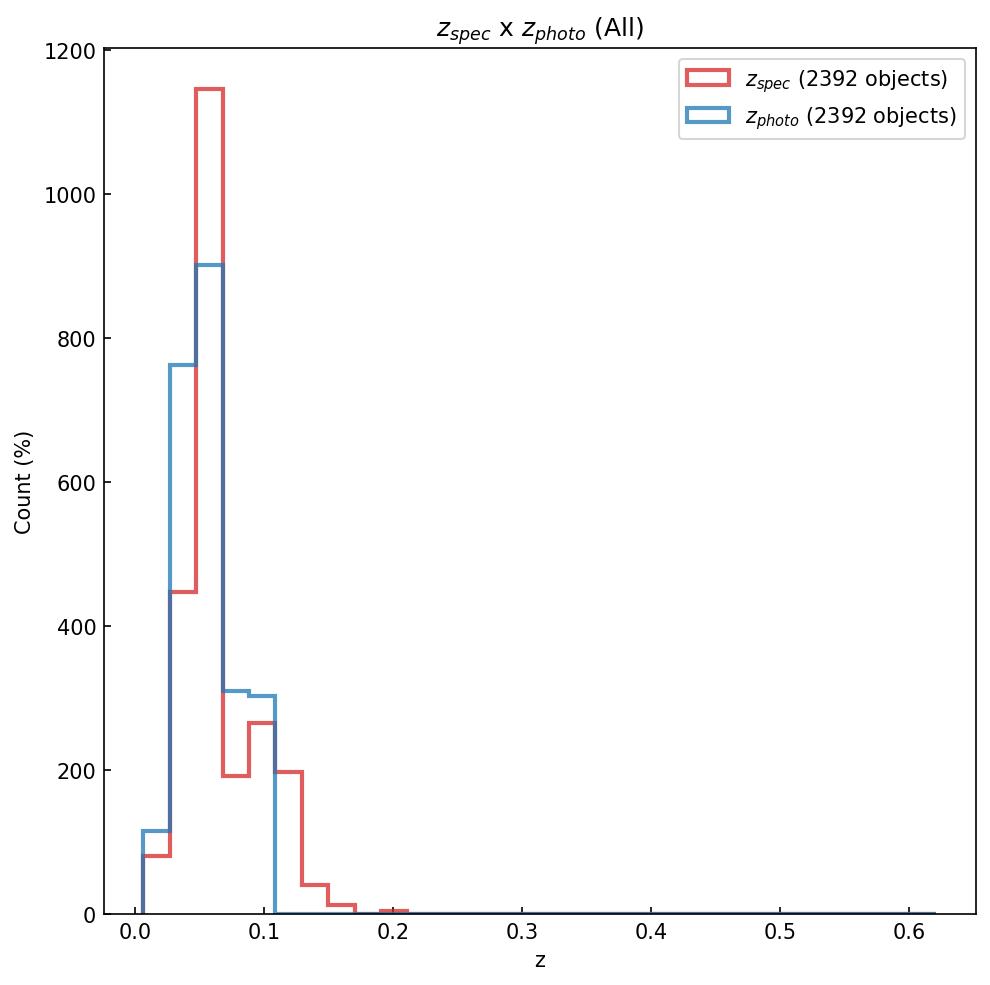 z_spec x z_photo (All)
z_spec (2392 objects)
z_photo (2392 objects)
Count (%)
1200
1000
800
600
400
200
0
0.0 0.1 0.2 0.3 0.4 0.5 0.6
z